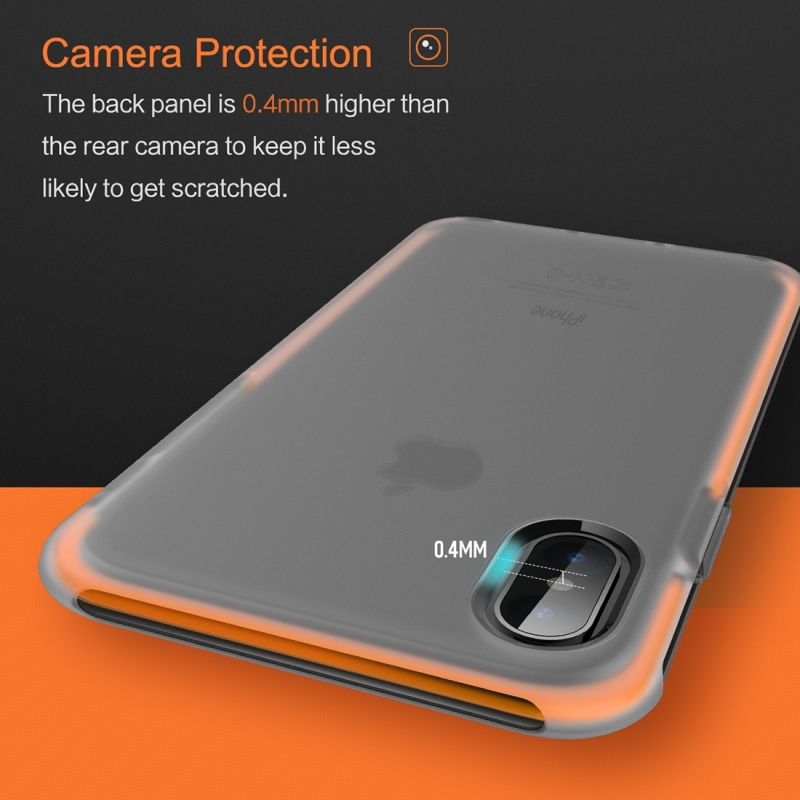 Camera Protection
The back panel is 0.4mm higher than
the rear camera to keep it less
likely to get scratched.
iPhone
0.4MM